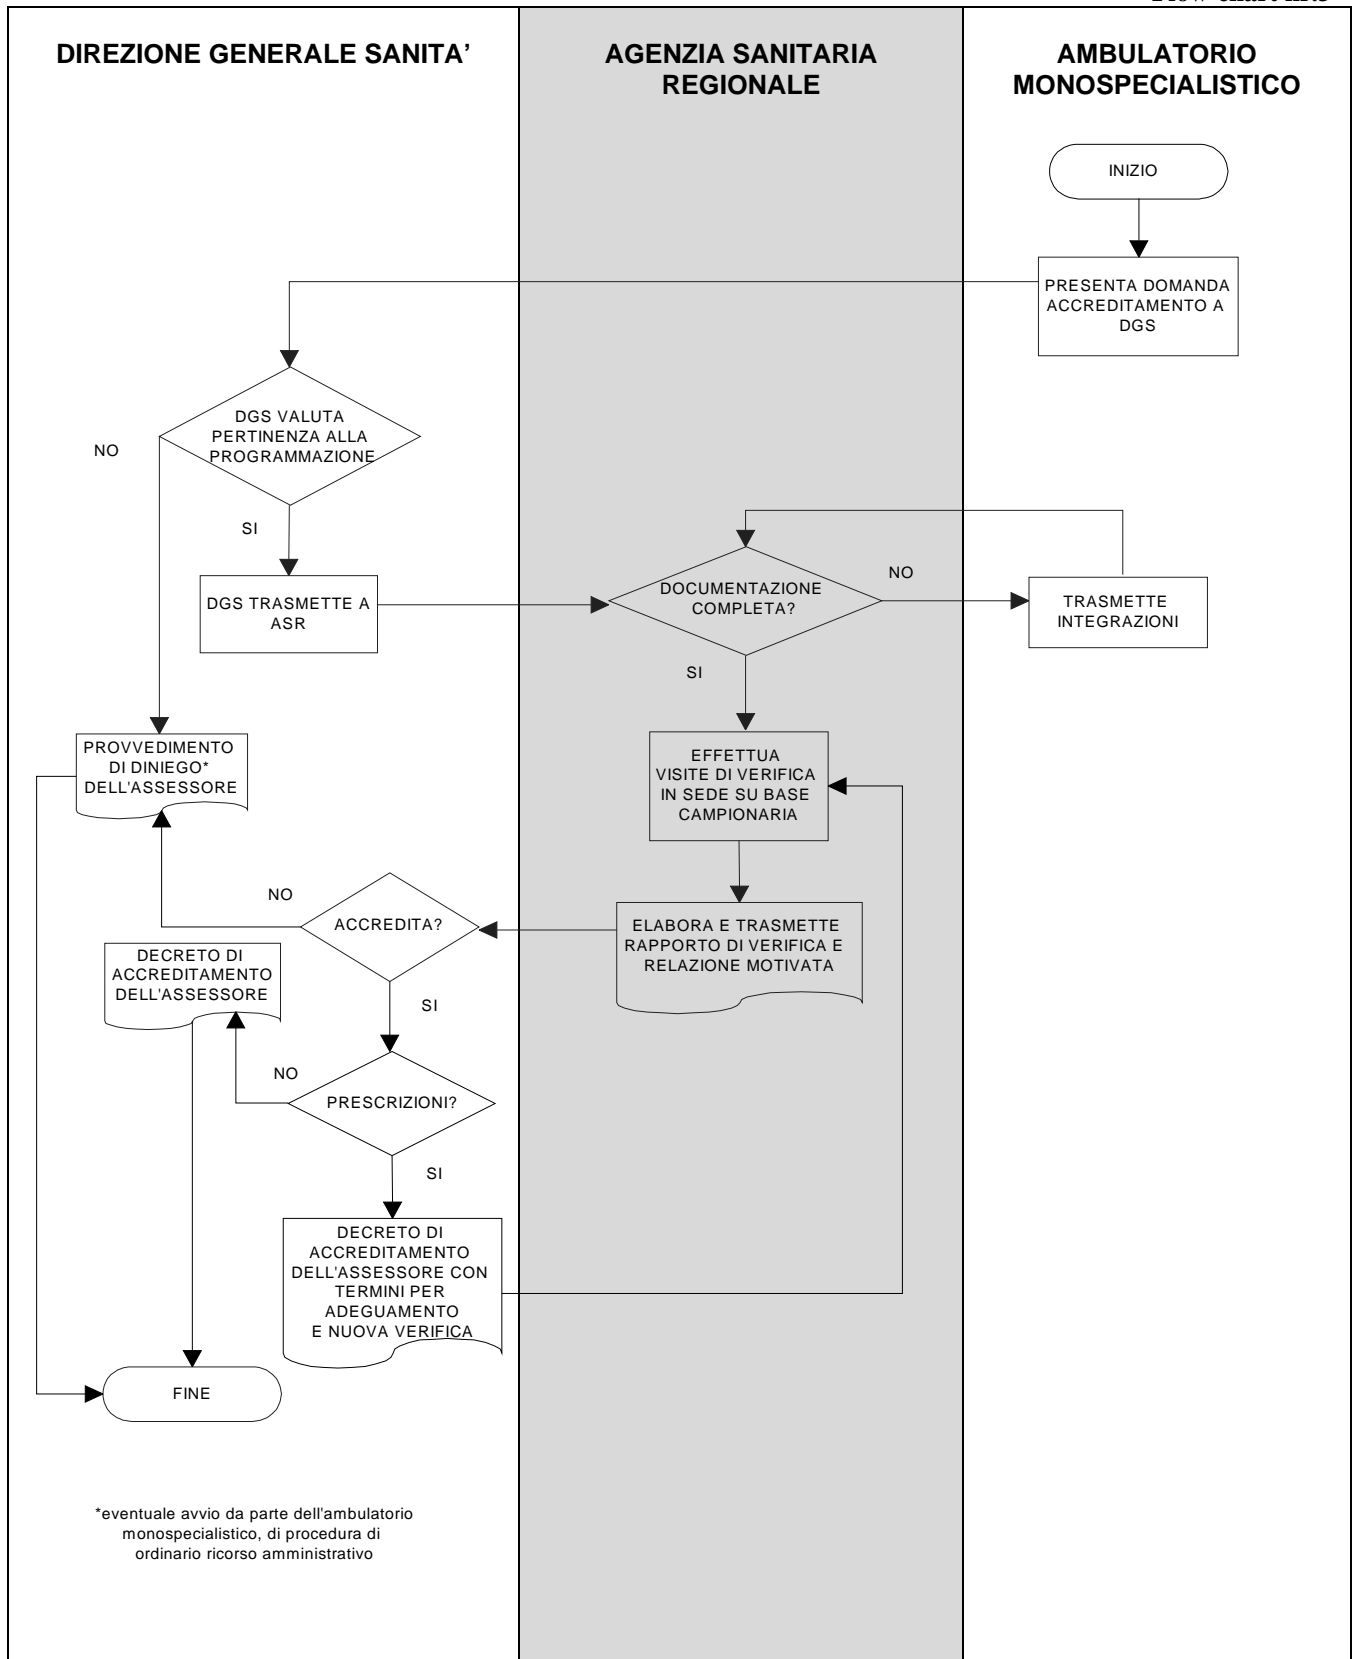 DIREZIONE GENERALE SANITA’
AGENZIA SANITARIA
REGIONALE
AMBULATORIO
MONOSPECIALISTICO
INIZIO
PRESENTA DOMANDA
ACCREDITAMENTO A
DGS
DGS VALUTA
PERTINENZA ALLA
PROGRAMMAZIONE
NO
SI
DGS TRASMETTE A
ASR
DOCUMENTAZIONE
COMPLETA?
NO
TRASMETTE
INTEGRAZIONI
SI
PROVVEDIMENTO
DI DINIEGO*
DELL'ASSESSORE
EFFETTUA
VISITE DI VERIFICA
IN SEDE SU BASE
CAMPIONARIA
NO
ACCREDITA?
ELABORA E TRASMETTE
RAPPORTO DI VERIFICA E
RELAZIONE MOTIVATA
DECRETO DI
ACCREDITAMENTO
DELL'ASSESSORE
SI
NO
PRESCRIZIONI?
SI
DECRETO DI
ACCREDITAMENTO
DELL'ASSESSORE CON
TERMINI PER
ADEGUAMENTO
E NUOVA VERIFICA
FINE
*eventuale avvio da parte dell'ambulatorio
monospecialistico, di procedura di
ordinario ricorso amministrativo